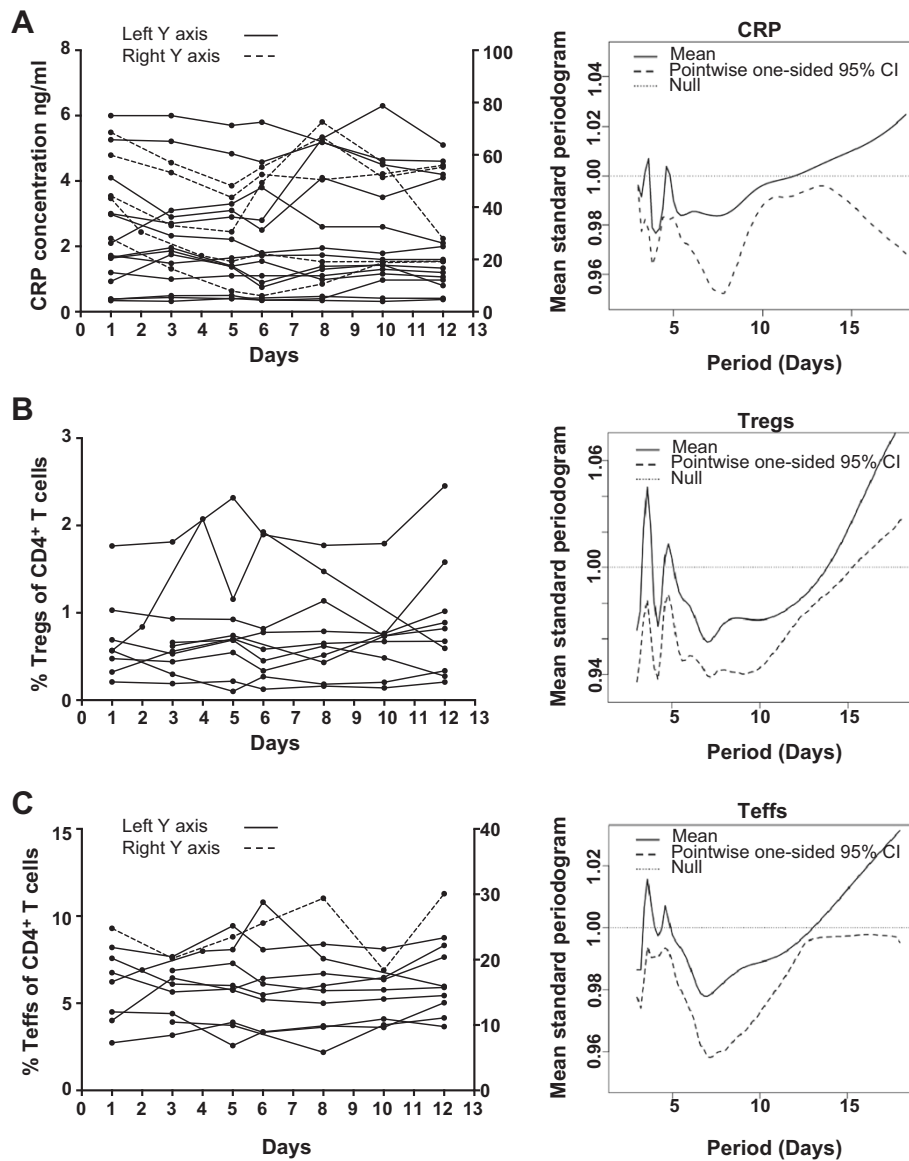 A
Left Y axis
Right Y axis
CRP concentration ng/ml
8
6
4
2
0
100
80
60
40
20
0
0 1 2 3 4 5 6 7 8 9 10 11 12 13
Days
CRP
Mean
Pointwise one-sided 95% CI
Null
Mean standard periodogram
1.04
1.02
1.00
0.98
0.96
5 10 15
Period (Days)
B
% Tregs of CD4⁺ T cells
3
2
1
0
0 1 2 3 4 5 6 7 8 9 10 11 12 13
Days
Tregs
Mean
Pointwise one-sided 95% CI
Null
Mean standard periodogram
1.06
1.00
0.94
5 10 15
Period (Days)
C
Left Y axis
Right Y axis
% Teffs of CD4⁺ T cells
15
10
5
0
40
30
20
10
0
0 1 2 3 4 5 6 7 8 9 10 11 12 13
Days
Teffs
Mean
Pointwise one-sided 95% CI
Null
Mean standard periodogram
1.02
1.00
0.98
0.96
5 10 15
Period (Days)